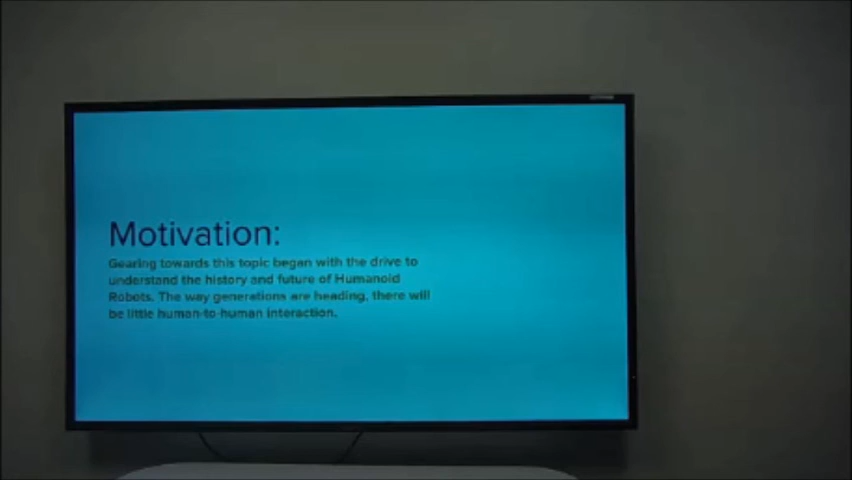 Motivation:
Gearing towards this topic began with the drive to
understand the history and future of Humanoid
Robots. The way generations are heading, there will
be little human-to-human interaction.